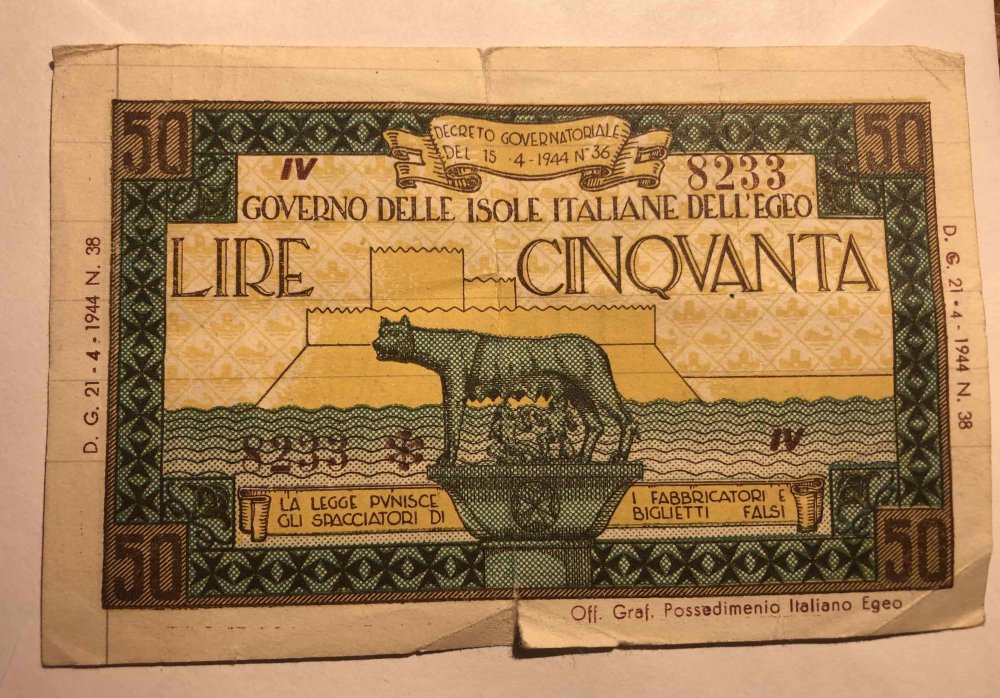 50
50
DECRETO GOVERNATORIALE
DEL 15 · 4 - 1944 N° 36
IV
8233
GOVERNO DELLE ISOLE ITALIANE DELL'EGEO
LIRE CINQVANTA
D. G. 21 - 4 - 1944 N. 38
D. G. 21 - 4 - 1944 N. 38
8233 *
IV
LA LEGGE PVNISCE
GLI SPACCIATORI DI
I FABBRICATORI E
BIGLIETTI FALSI
50
50
Off. Graf. Possedimenio Italiano Egeo